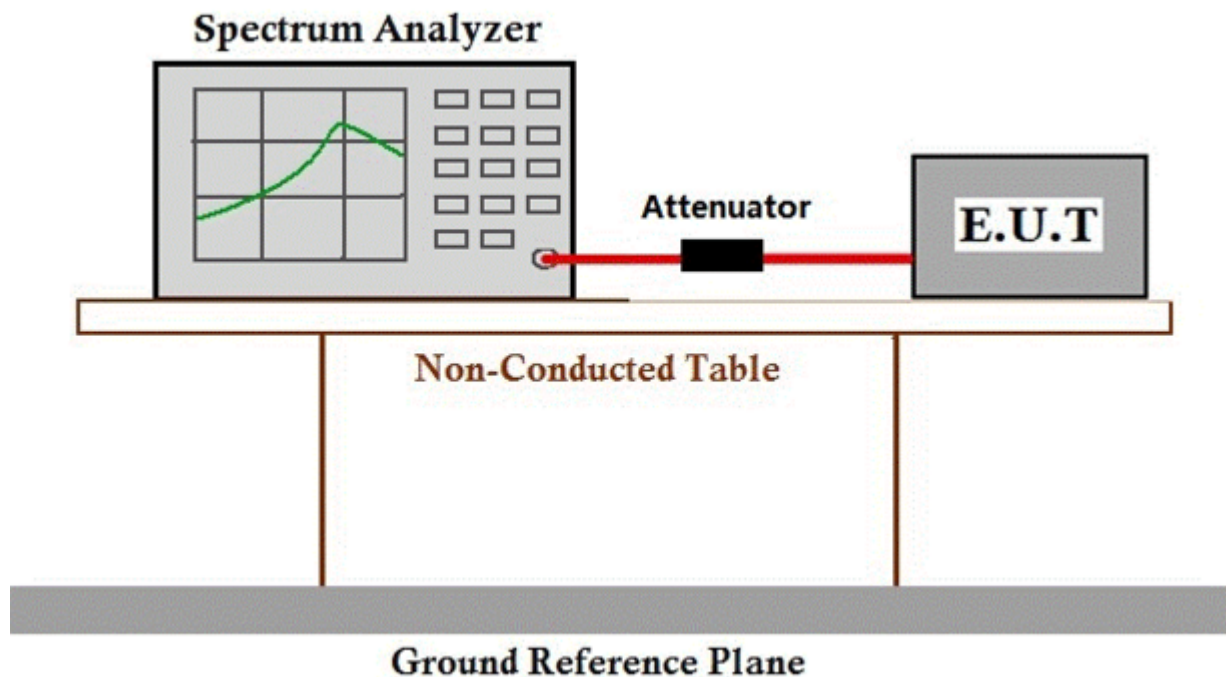 Spectrum Analyzer
Attenuator
E.U.T
Non-Conducted Table
Ground Reference Plane